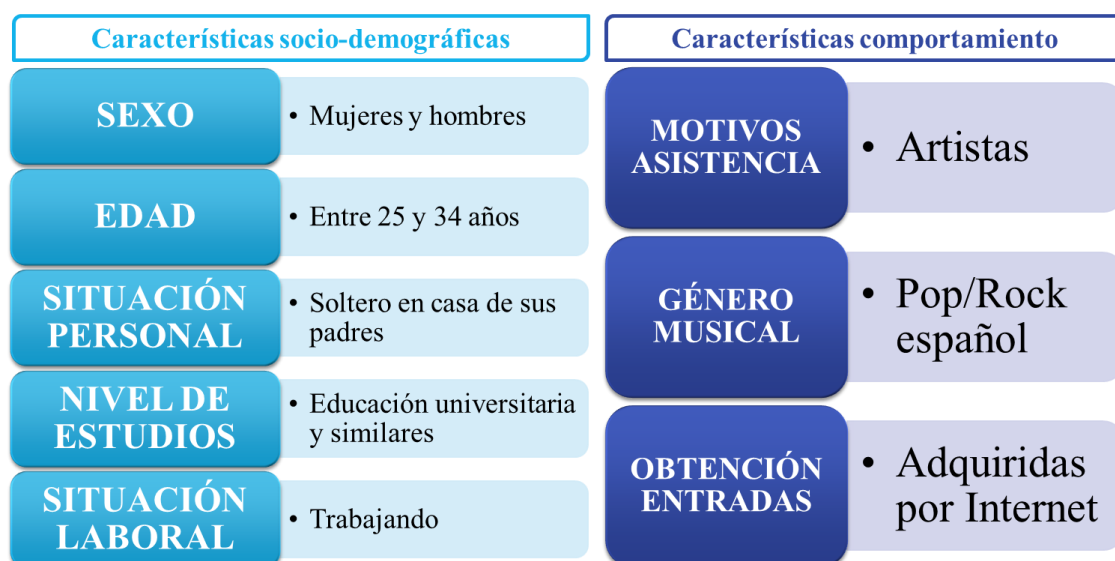 Características socio-demográficas
SEXO
• Mujeres y hombres
EDAD
• Entre 25 y 34 años
SITUACIÓN
PERSONAL
• Soltero en casa de sus
padres
NIVEL DE
ESTUDIOS
• Educación universitaria
y similares
SITUACIÓN
LABORAL
• Trabajando
Características comportamiento
MOTIVOS
ASISTENCIA
• Artistas
GÉNERO
MUSICAL
• Pop/Rock
español
OBTENCIÓN
ENTRADAS
• Adquiridas
por Internet